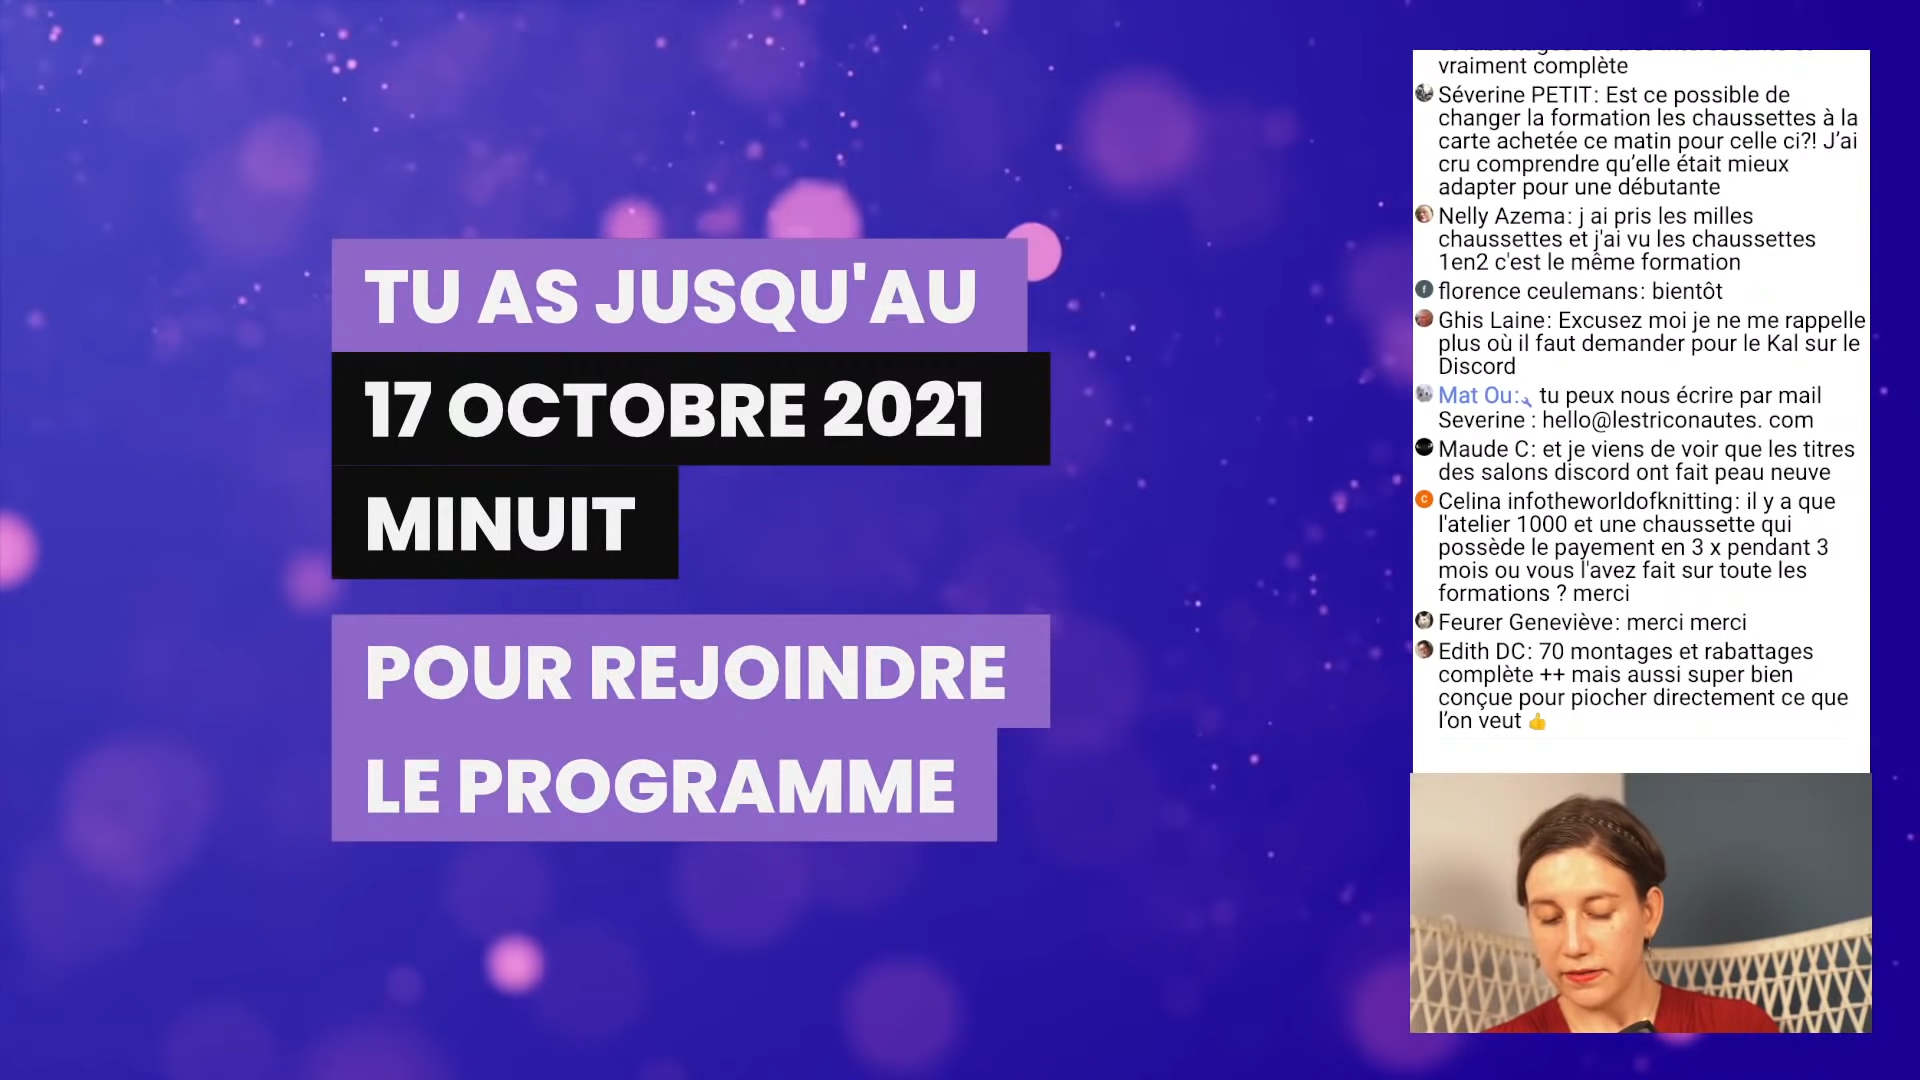 TU AS JUSQU'AU
17 OCTOBRE 2021
MINUIT
POUR REJOINDRE
LE PROGRAMME
vraiment complète
Séverine PETIT: Est ce possible de
changer la formation les chaussettes à la
carte achetée ce matin pour celle ci?! J’ai
cru comprendre qu’elle était mieux
adapter pour une débutante
Nelly Azema: j ai pris les milles
chaussettes et j'ai vu les chaussettes
1en2 c'est le même formation
florence ceulemans: bientôt
Ghis Laine: Excusez moi je ne me rappelle
plus où il faut demander pour le Kal sur le
Discord
Mat Ou: tu peux nous écrire par mail
Severine : hello@lestriconautes. com
Maude C: et je viens de voir que les titres
des salons discord ont fait peau neuve
Celina infotheworldofknitting: il y a que
l'atelier 1000 et une chaussette qui
possède le payement en 3 x pendant 3
mois ou vous l'avez fait sur toute les
formations ? merci
Feurer Geneviève: merci merci
Edith DC: 70 montages et rabattages
complète ++ mais aussi super bien
conçue pour piocher directement ce que
l’on veut 👍